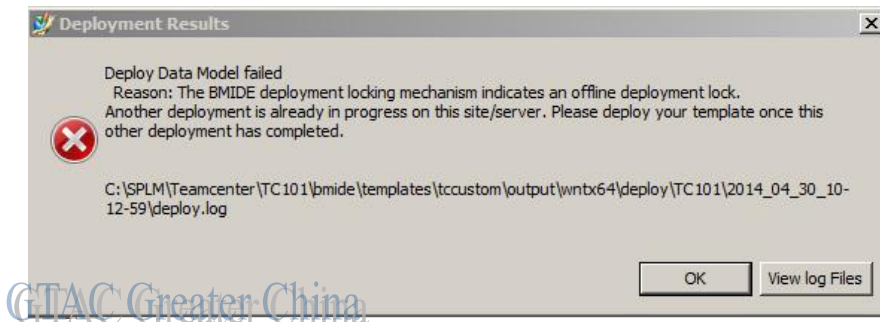 Deployment Results
Deploy Data Model failed
Reason: The BMIDE deployment locking mechanism indicates an offline deployment lock.
Another deployment is already in progress on this site/server. Please deploy your template once this
other deployment has completed.
C:\SPLM\Teamcenter\TC101\bmide\templates\tccustom\output\wntx64\deploy\TC101\2014_04_30_10-
12-59\deploy.log
OK
View log Files
GTAC Greater China